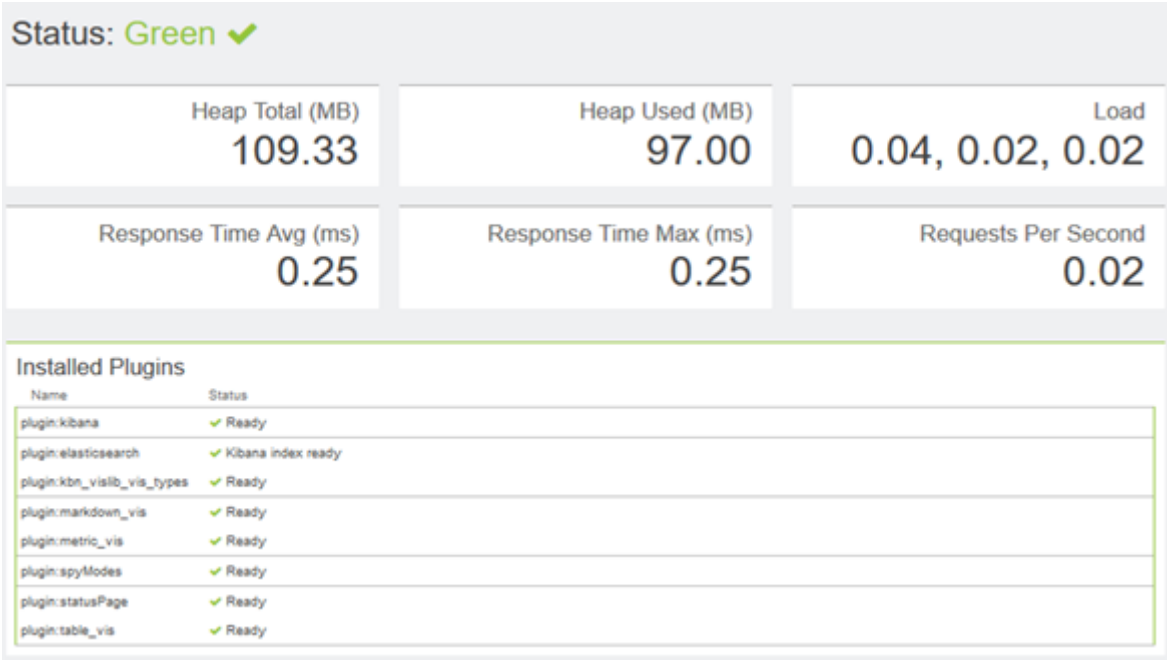 Status: Green
Heap Total (MB)
109.33
Heap Used (MB)
97.00
Load
0.04, 0.02, 0.02
Response Time Avg (ms)
0.25
Response Time Max (ms)
0.25
Requests Per Second
0.02
Installed Plugins
Name Status
plugin:kibana Ready
plugin:elasticsearch Kibana index ready
plugin:kbn_vislib_vis_types Ready
plugin:markdown_vis Ready
plugin:metric_vis Ready
plugin:spyModes Ready
plugin:statusPage Ready
plugin:table_vis Ready